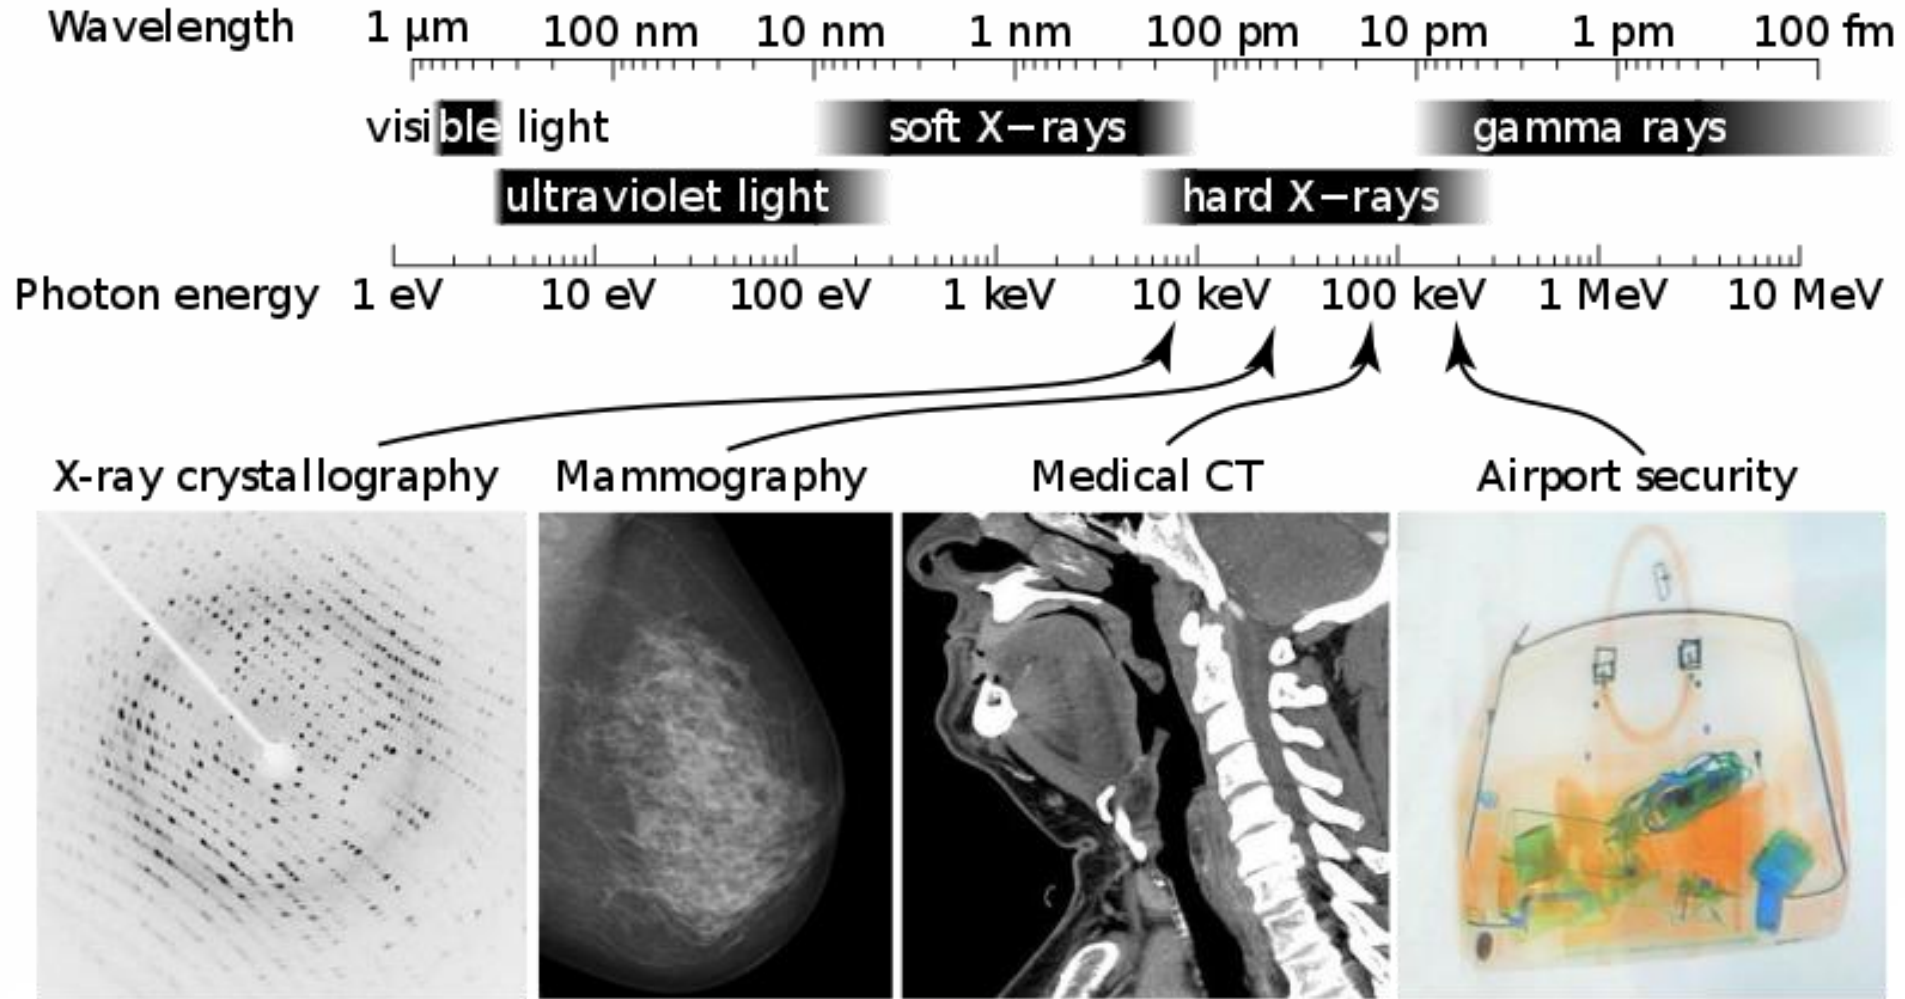 Wavelength 1 µm 100 nm 10 nm 1 nm 100 pm 10 pm 1 pm 100 fm
visible light soft X−rays gamma rays
ultraviolet light hard X−rays
Photon energy 1 eV 10 eV 100 eV 1 keV 10 keV 100 keV 1 MeV 10 MeV
X-ray crystallography Mammography Medical CT Airport security